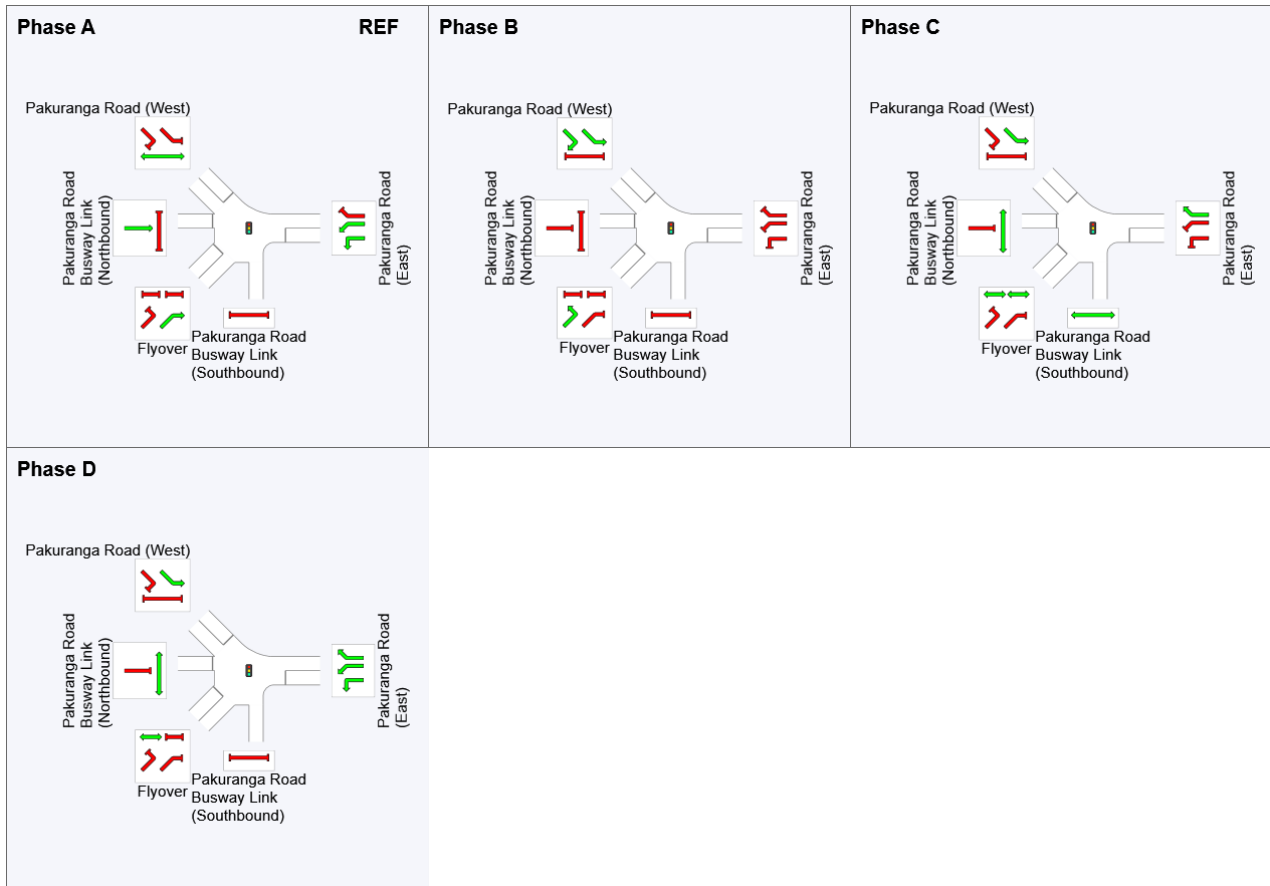 Phase A
REF
Pakuranga Road (West)
Pakuranga Road
Busway Link
(Northbound)
Pakuranga Road
(East)
Flyover
Pakuranga Road
Busway Link
(Southbound)
Phase B
Pakuranga Road (West)
Pakuranga Road
Busway Link
(Northbound)
Pakuranga Road
(East)
Flyover
Pakuranga Road
Busway Link
(Southbound)
Phase C
Pakuranga Road (West)
Pakuranga Road
Busway Link
(Northbound)
Pakuranga Road
(East)
Flyover
Pakuranga Road
Busway Link
(Southbound)
Phase D
Pakuranga Road (West)
Pakuranga Road
Busway Link
(Northbound)
Pakuranga Road
(East)
Flyover
Pakuranga Road
Busway Link
(Southbound)